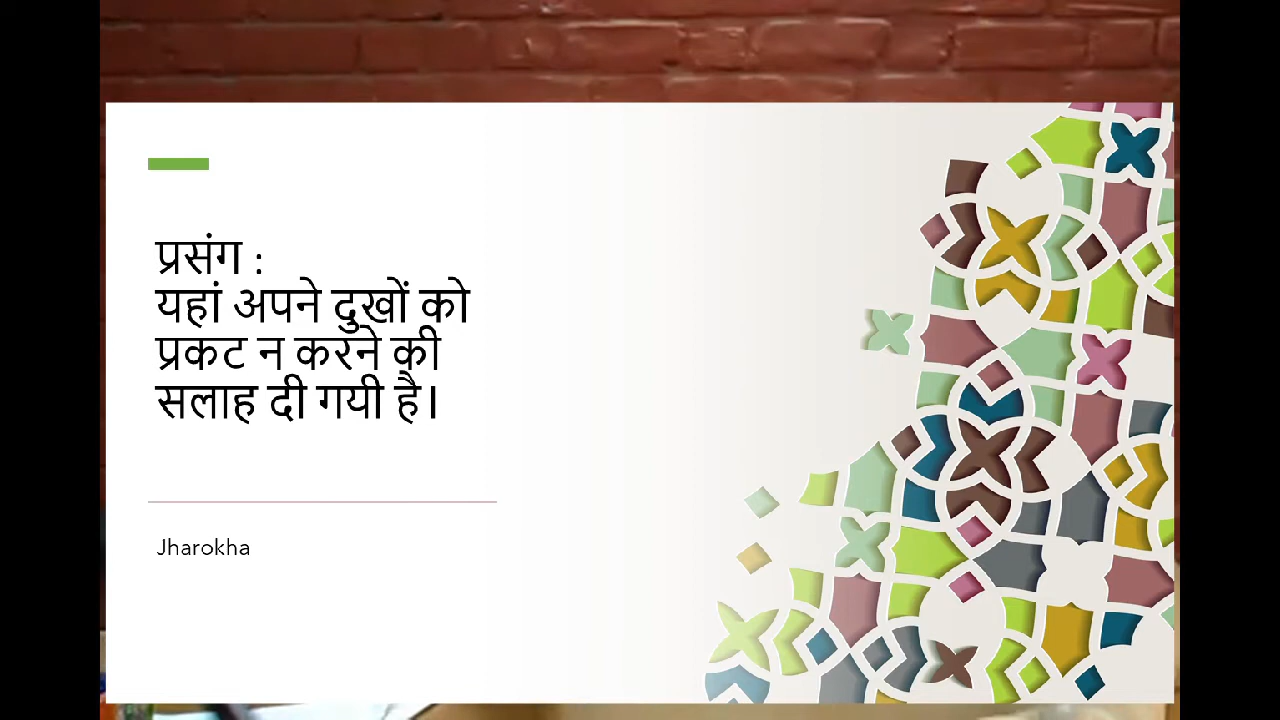 प्रसंग :
यहां अपने दुखों को
प्रकट न करने की
सलाह दी गयी है।
Jharokha